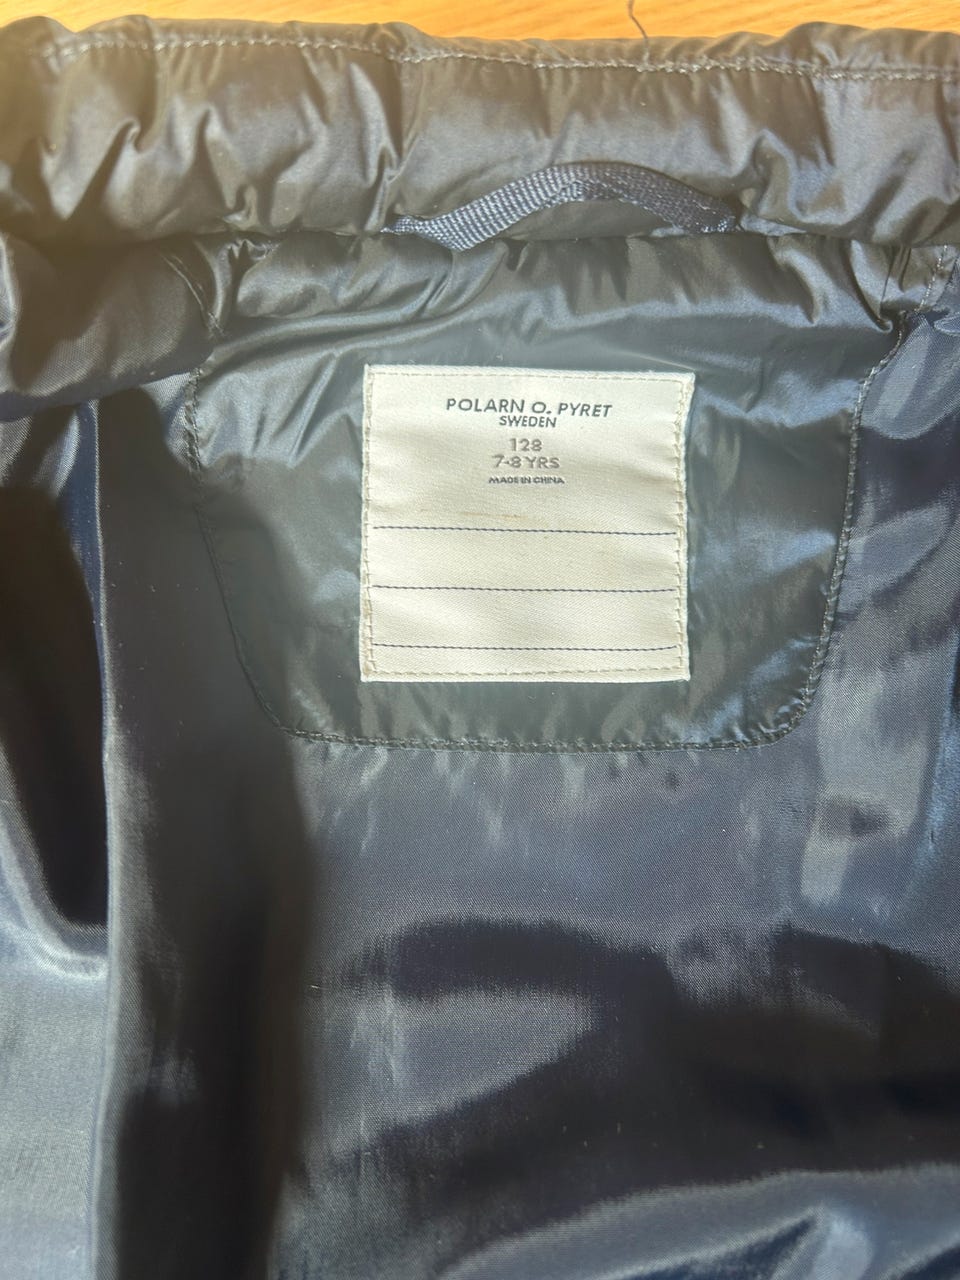 POLARN O. PYRET
SWEDEN
128
7-8 YRS
MADE IN CHINA